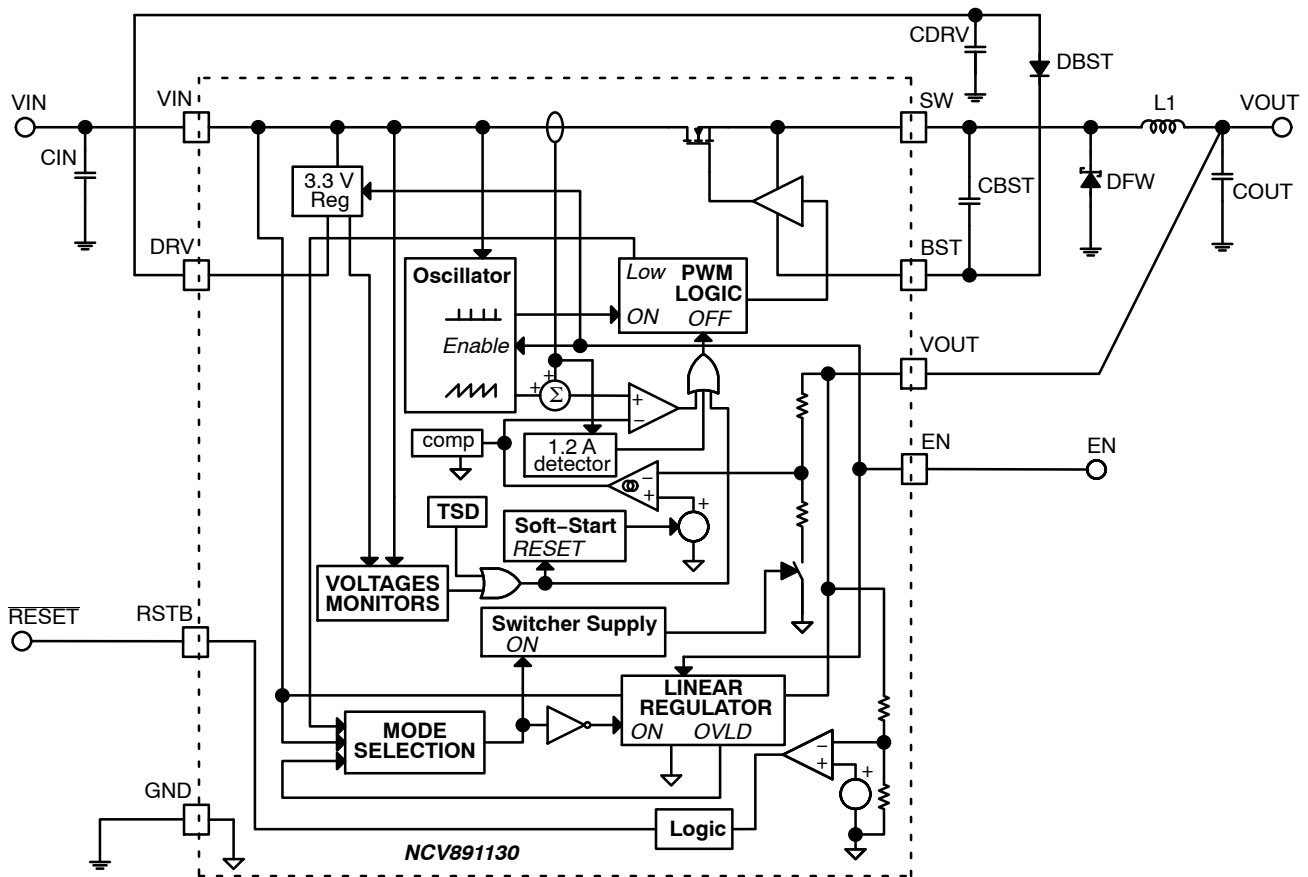 CDRV
DBST
VIN
VIN
SW
L1
VOUT
CIN
3.3 V
Reg
CBST
DFW
COUT
DRV
BST
Oscillator
Low
PWM
LOGIC
ON
OFF
Enable
VOUT
+
+
Σ
+
−
comp
1.2 A
detector
EN
EN
−
+
TSD
+
Soft−Start
RESET
VOLTAGES
MONITORS
RESET
RSTB
Switcher Supply
ON
LINEAR
REGULATOR
ON
OVLD
MODE
SELECTION
−
+
+
GND
Logic
NCV891130